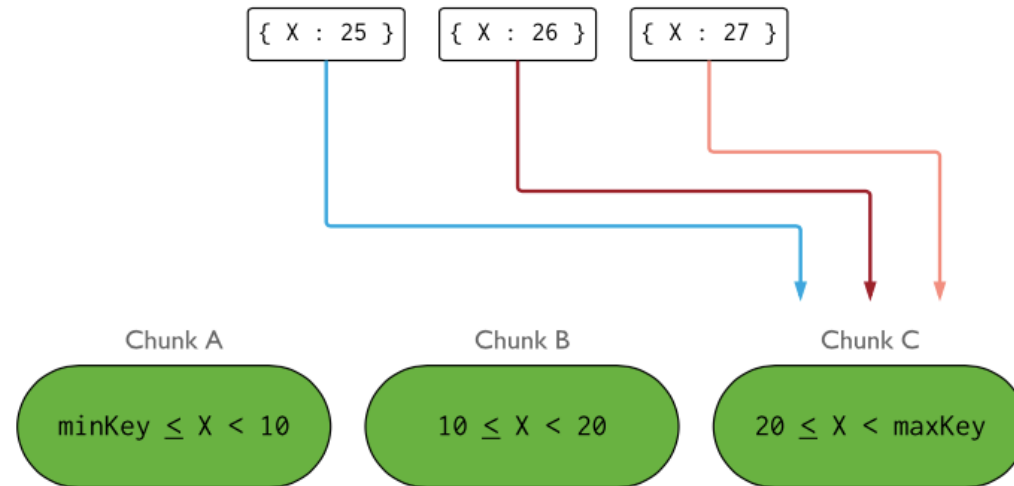 { X : 25 }
{ X : 26 }
{ X : 27 }
Chunk A
Chunk B
Chunk C
minKey ≤ X < 10
10 ≤ X < 20
20 ≤ X < maxKey